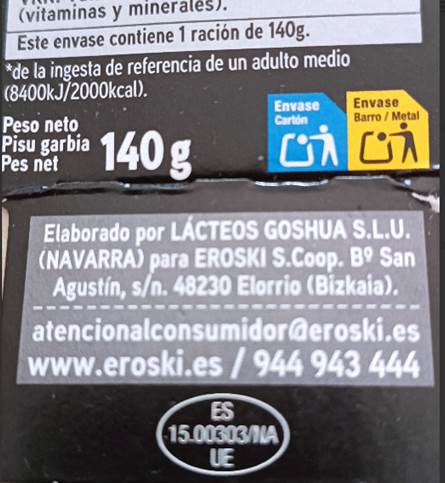 (vitaminas y minerales).
Este envase contiene 1 ración de 140g.
*de la ingesta de referencia de un adulto medio
(8400kJ/2000kcal).
Envase
Cartón
Envase
Barro / Metal
Peso neto
Pisu garbia
Pes net
140 g
Elaborado por LÁCTEOS GOSHUA S.L.U.
(NAVARRA) para EROSKI S.Coop. Bº San
Agustín, s/n. 48230 Elorrio (Bizkaia).
atencionalconsumidor@eroski.es
www.eroski.es / 944 943 444
ES
15.00303/NA
UE